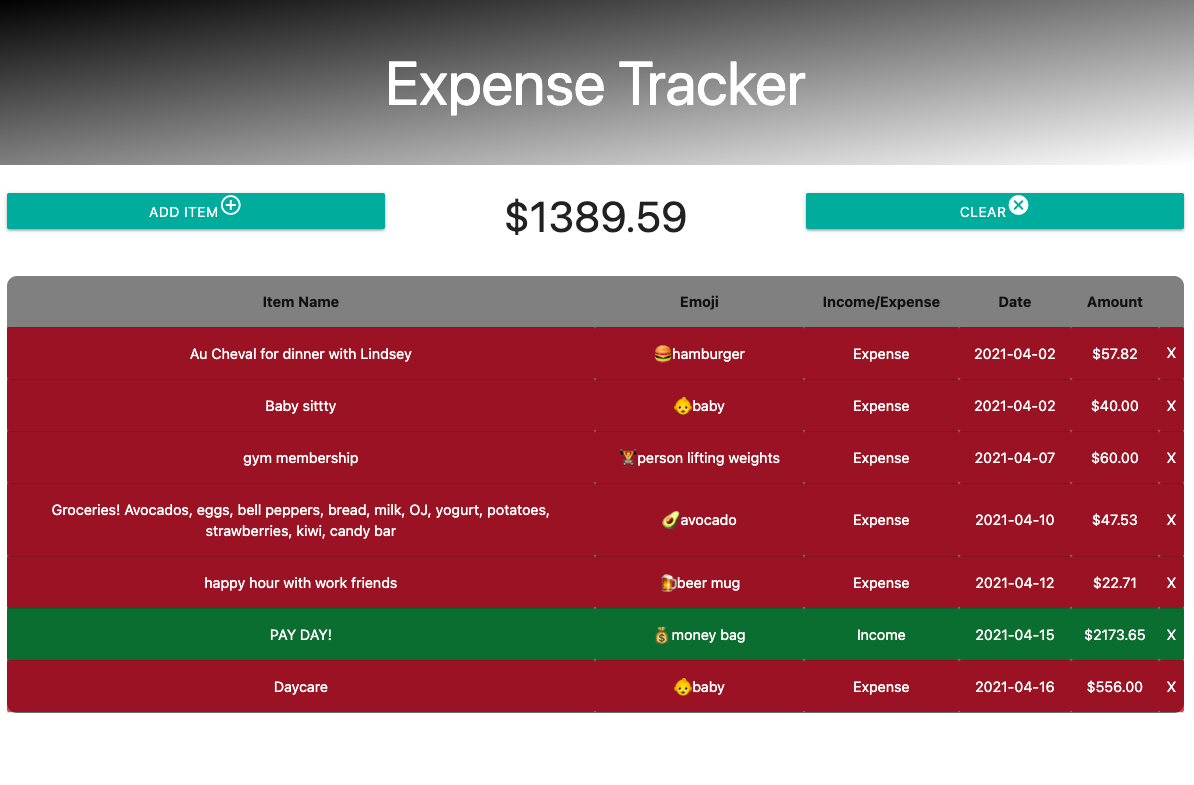 Expense Tracker
ADD ITEM
$1389.59
CLEAR
Item Name Emoji Income/Expense Date Amount
Au Cheval for dinner with Lindsey 🍔hamburger Expense 2021-04-02 $57.82 X
Baby sittty 👶baby Expense 2021-04-02 $40.00 X
gym membership 🏋️person lifting weights Expense 2021-04-07 $60.00 X
Groceries! Avocados, eggs, bell peppers, bread, milk, OJ, yogurt, potatoes,
strawberries, kiwi, candy bar 🥑avocado Expense 2021-04-10 $47.53 X
happy hour with work friends 🍺beer mug Expense 2021-04-12 $22.71 X
PAY DAY! 💰money bag Income 2021-04-15 $2173.65 X
Daycare 👶baby Expense 2021-04-16 $556.00 X